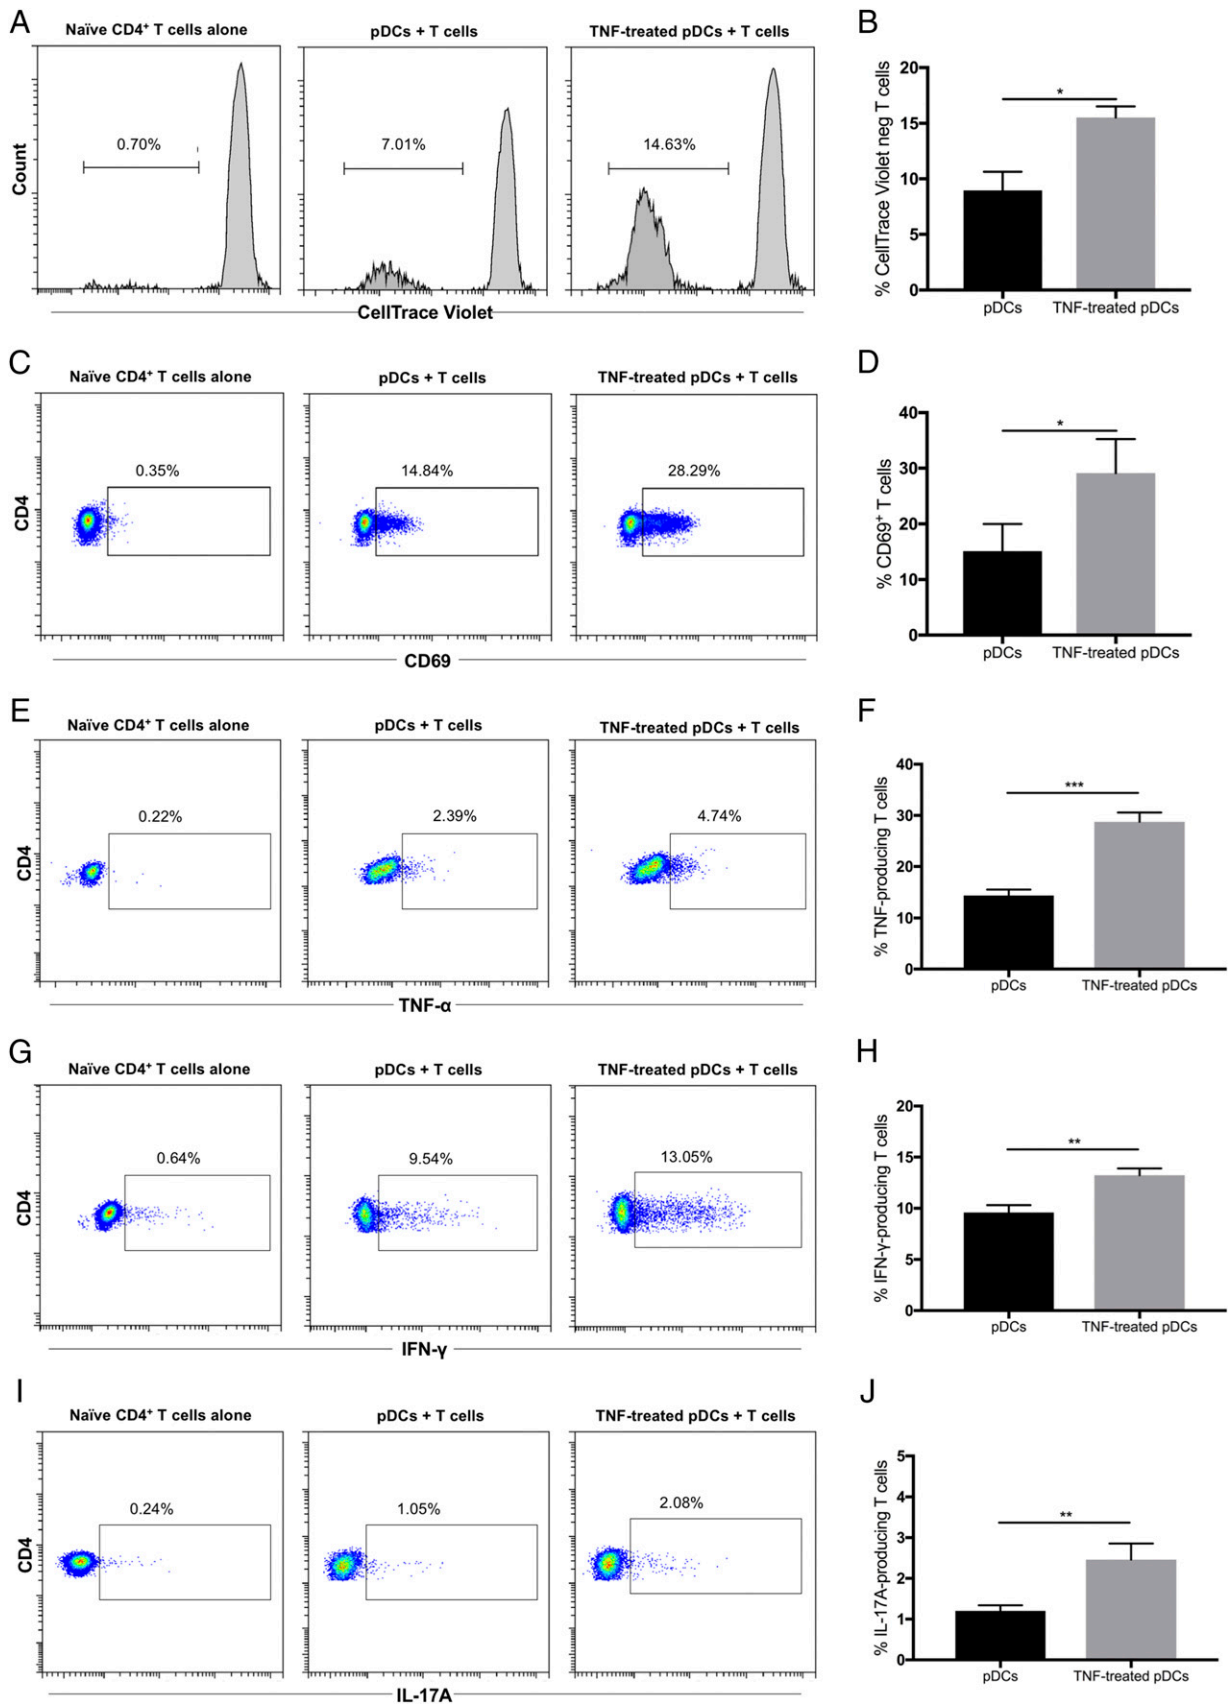 A
Naïve CD4⁺ T cells alone
pDCs + T cells
TNF-treated pDCs + T cells
Count
0.70%
7.01%
14.63%
CellTrace Violet
B
% CellTrace Violet neg T cells
20
15
10
5
0
*
pDCs
TNF-treated pDCs
C
Naïve CD4⁺ T cells alone
pDCs + T cells
TNF-treated pDCs + T cells
CD4
0.35%
14.84%
28.29%
CD69
D
% CD69⁺ T cells
40
30
20
10
0
*
pDCs
TNF-treated pDCs
E
Naïve CD4⁺ T cells alone
pDCs + T cells
TNF-treated pDCs + T cells
CD4
0.22%
2.39%
4.74%
TNF-α
F
% TNF-producing T cells
40
30
20
10
0
***
pDCs
TNF-treated pDCs
G
Naïve CD4⁺ T cells alone
pDCs + T cells
TNF-treated pDCs + T cells
CD4
0.64%
9.54%
13.05%
IFN-γ
H
% IFN-γ-producing T cells
20
15
10
5
0
**
pDCs
TNF-treated pDCs
I
Naïve CD4⁺ T cells alone
pDCs + T cells
TNF-treated pDCs + T cells
CD4
0.24%
1.05%
2.08%
IL-17A
J
% IL-17A-producing T cells
5
4
3
2
1
0
**
pDCs
TNF-treated pDCs